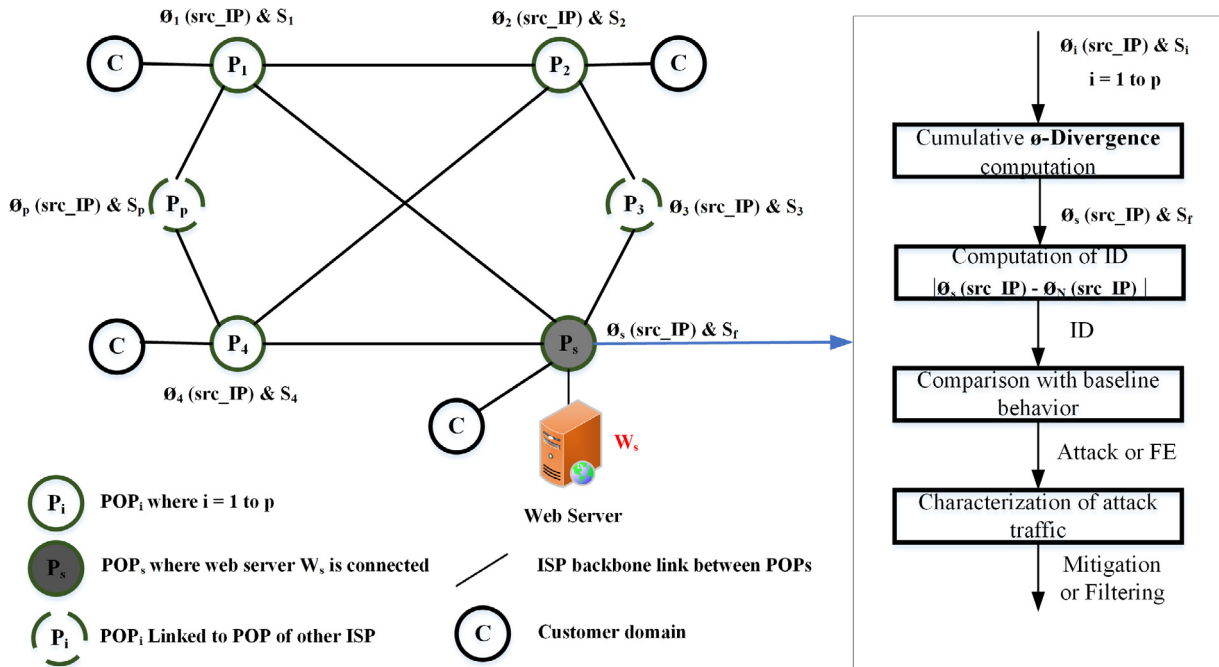 Ø₁ (src_IP) & S₁
Ø₂ (src_IP) & S₂
C
P₁
P₂
C
Øₚ (src_IP) & Sₚ
Pₚ
P₃
Ø₃ (src_IP) & S₃
C
P₄
Pₛ
Øₛ (src_IP) & S_f
Ø₄ (src_IP) & S₄
C
Wₛ
Web Server
Pᵢ
POPᵢ where i = 1 to p
Pₛ
POPₛ where web server Wₛ is connected
ISP backbone link between POPs
Pᵢ
POPᵢ Linked to POP of other ISP
C
Customer domain
Øᵢ (src_IP) & Sᵢ
i = 1 to p
Cumulative ø-Divergence
computation
Øₛ (src_IP) & S_f
Computation of ID
|Øₛ (src_IP) - Ø_N (src_IP) |
ID
Comparison with baseline
behavior
Attack or FE
Characterization of attack
traffic
Mitigation
or Filtering